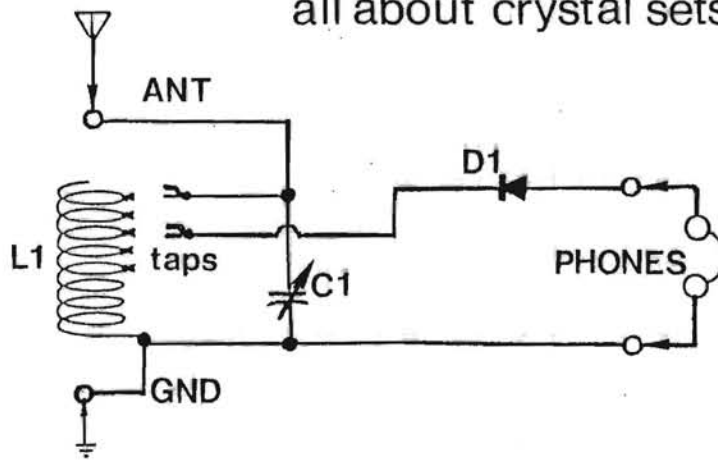 all about crystal sets
ANT
D1
L1
taps
C1
PHONES
GND